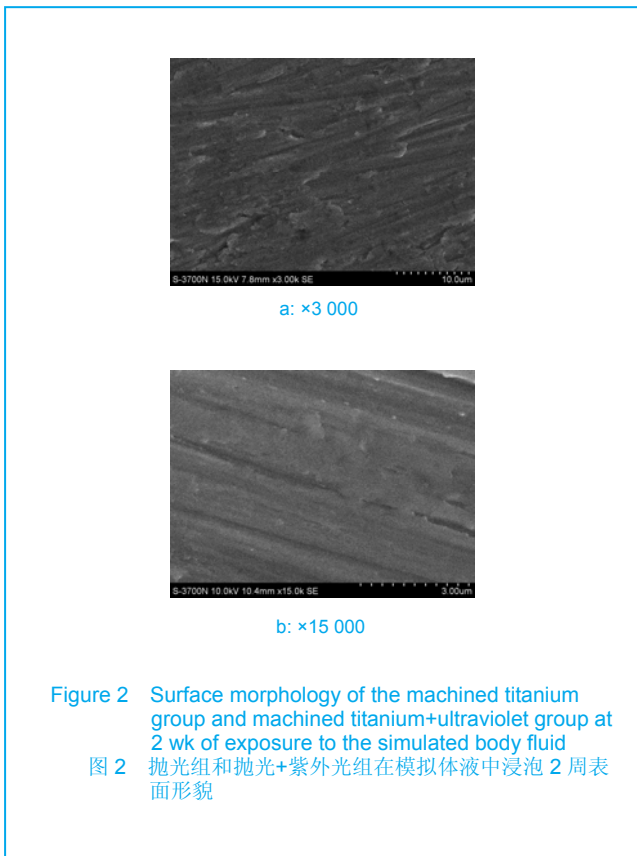 S-3700N 15.0kV 7.8mm x3.00k SE 10.0um
a: ×3 000
S-3700N 10.0kV 10.4mm x15.0k SE 3.00um
b: ×15 000
Figure 2 Surface morphology of the machined titanium
group and machined titanium+ultraviolet group at
2 wk of exposure to the simulated body fluid
图 2 抛光组和抛光+紫外光组在模拟体液中浸泡 2 周表
面形貌